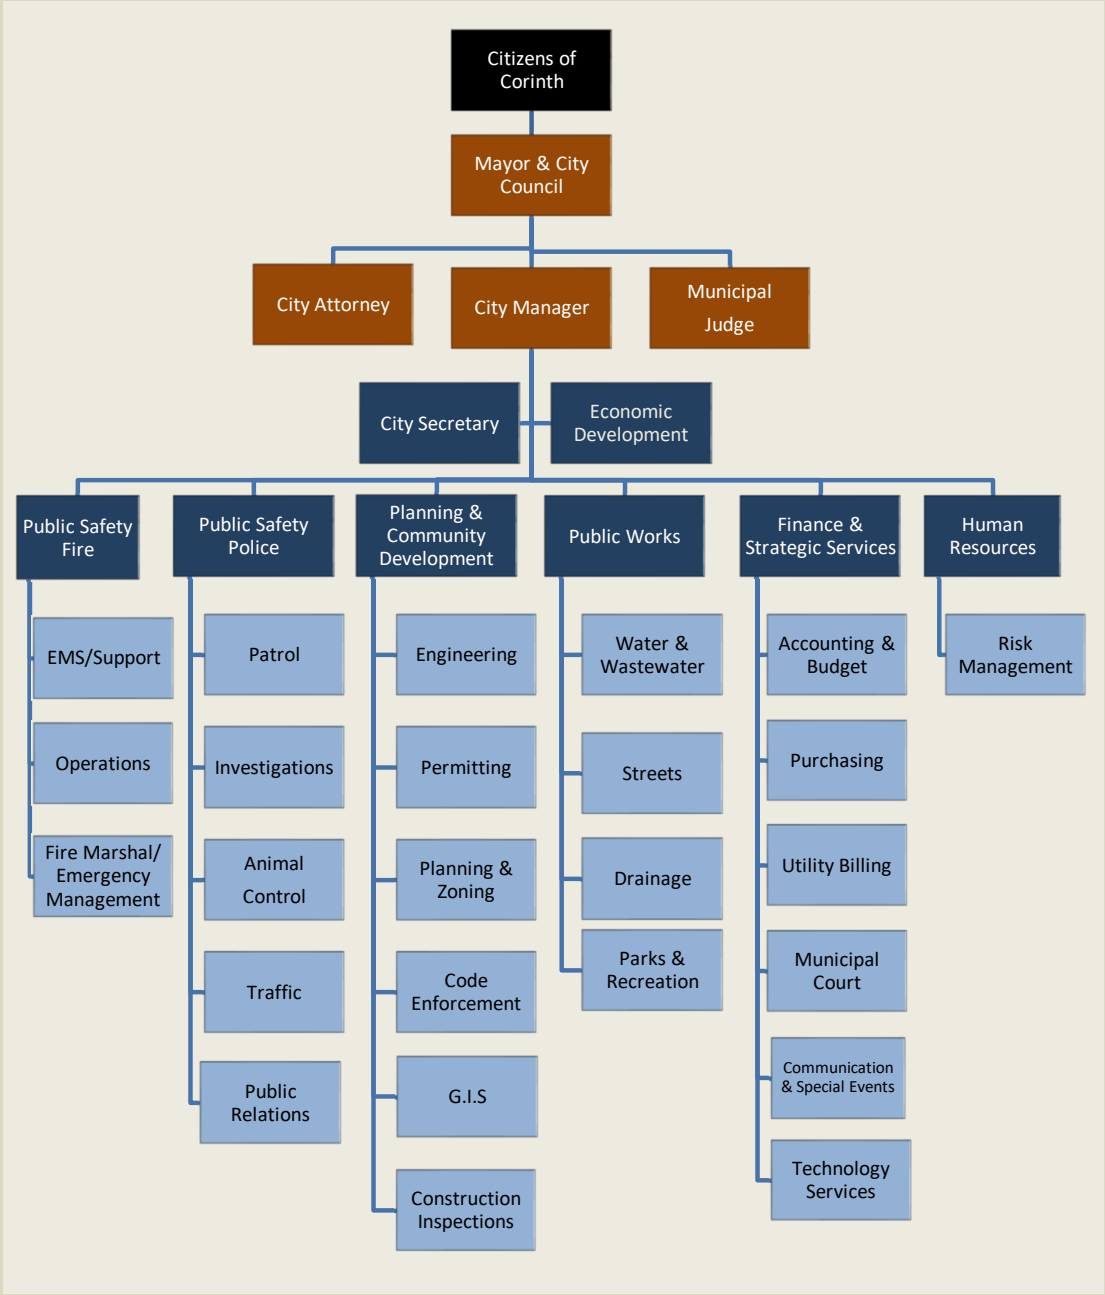 Citizens of
Corinth
Mayor & City
Council
City Attorney
City Manager
Municipal
Judge
City Secretary
Economic
Development
Public Safety
Fire
Public Safety
Police
Planning &
Community
Development
Public Works
Finance &
Strategic Services
Human
Resources
EMS/Support
Operations
Fire Marshal/
Emergency
Management
Patrol
Investigations
Animal
Control
Traffic
Public
Relations
Engineering
Permitting
Planning &
Zoning
Code
Enforcement
G.I.S
Construction
Inspections
Water &
Wastewater
Streets
Drainage
Parks &
Recreation
Accounting &
Budget
Purchasing
Utility Billing
Municipal
Court
Communication
& Special Events
Technology
Services
Risk
Management